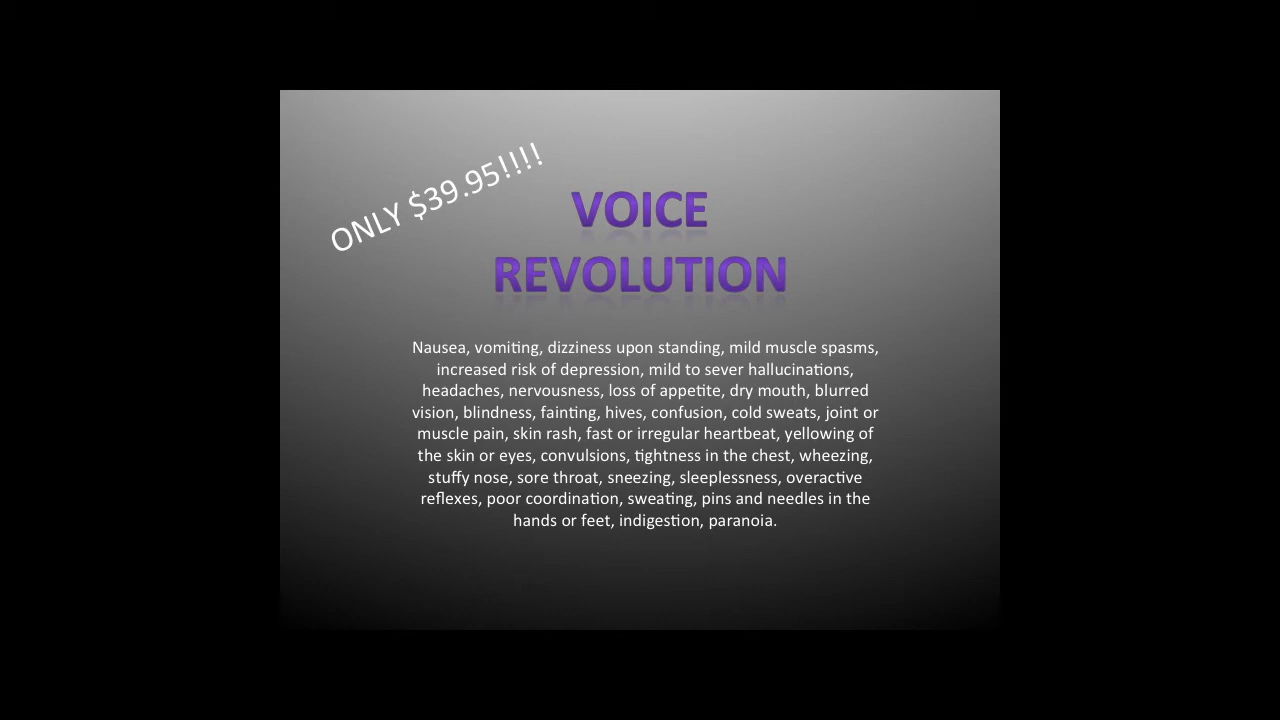 ONLY $39.95!!!!
VOICE
REVOLUTION
Nausea, vomiting, dizziness upon standing, mild muscle spasms,
increased risk of depression, mild to sever hallucinations,
headaches, nervousness, loss of appetite, dry mouth, blurred
vision, blindness, fainting, hives, confusion, cold sweats, joint or
muscle pain, skin rash, fast or irregular heartbeat, yellowing of
the skin or eyes, convulsions, tightness in the chest, wheezing,
stuffy nose, sore throat, sneezing, sleeplessness, overactive
reflexes, poor coordination, sweating, pins and needles in the
hands or feet, indigestion, paranoia.